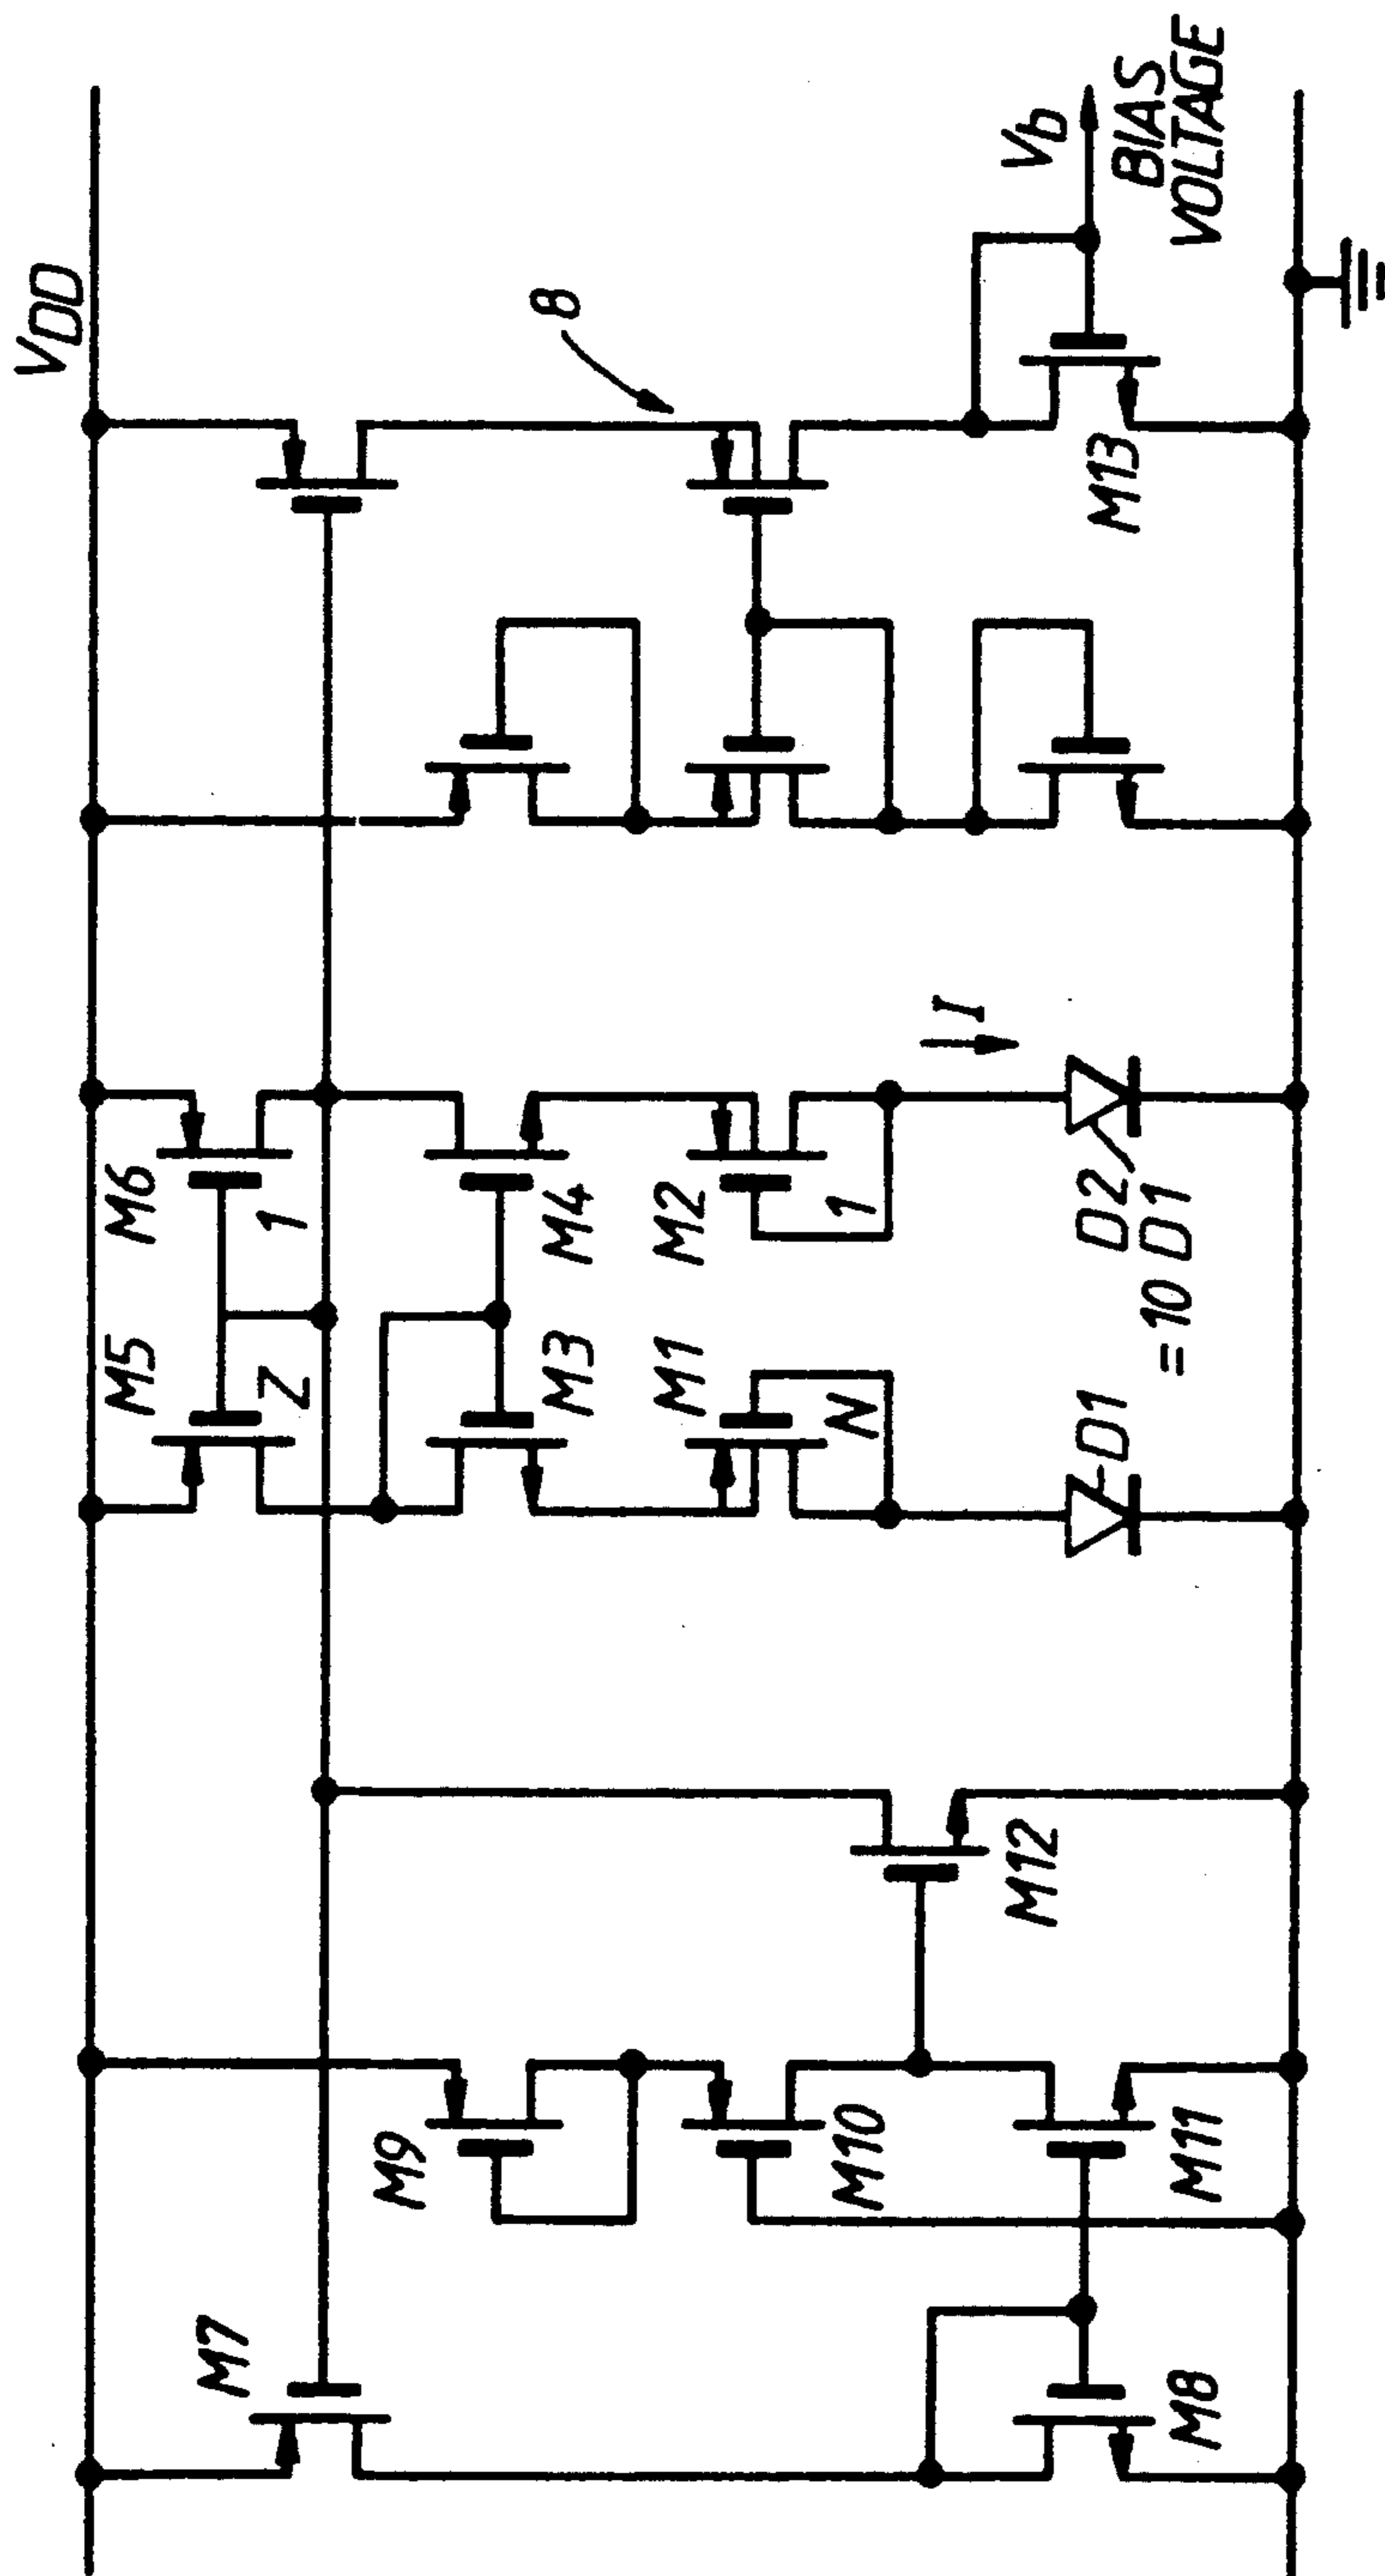 VDD
M5
M6
M7
Z
1
M9
8
M3
M4
M1
M2
M10
N
1
I
M12
Vb
D1
D2
= 10 D1
M13
BIAS
VOLTAGE
M8
M11